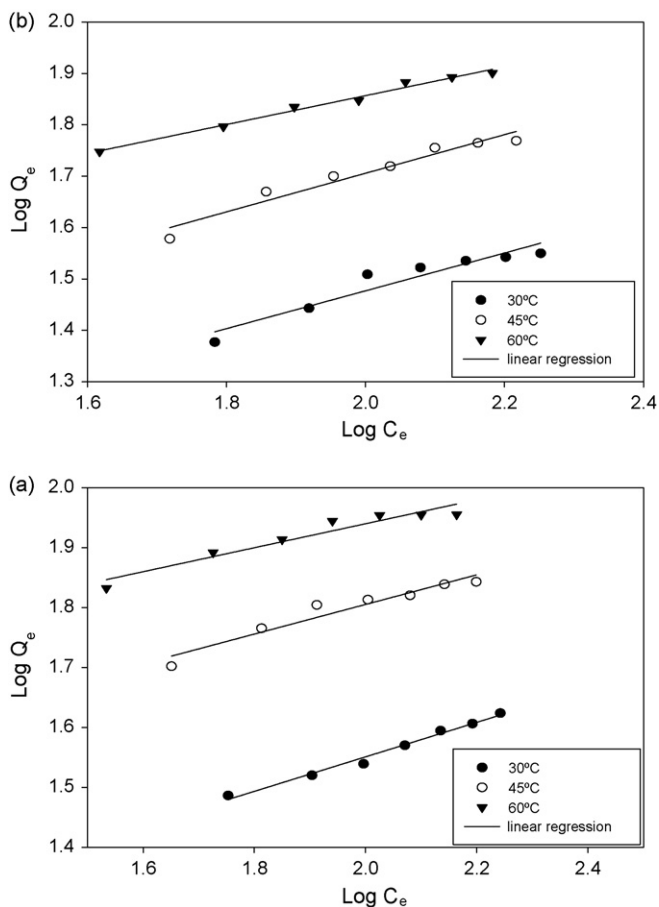 (b)
2.0
1.9
1.8
1.7
1.6
1.5
1.4
1.3
Log Qe
1.6 1.8 2.0 2.2 2.4
Log Ce
30ºC
45ºC
60ºC
linear regression
(a)
2.0
1.9
1.8
1.7
1.6
1.5
1.4
Log Qe
1.6 1.8 2.0 2.2 2.4
Log Ce
30ºC
45ºC
60ºC
linear regression